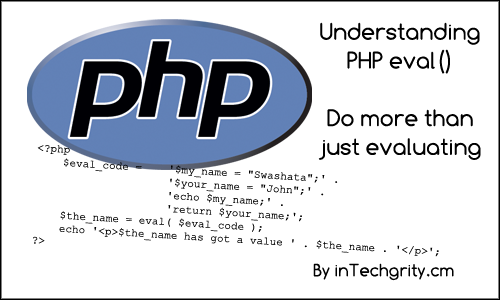 php
Understanding
PHP eval()
Do more than
just evaluating
<?php
$eval_code = '$my_name = "Swashata";' .
'$your_name = "John";' .
'echo $my_name;' .
'return $your_name;';
$the_name = eval( $eval_code );
echo '<p>$the_name has got a value ' . $the_name . '</p>';
?>
By inTechgrity.cm